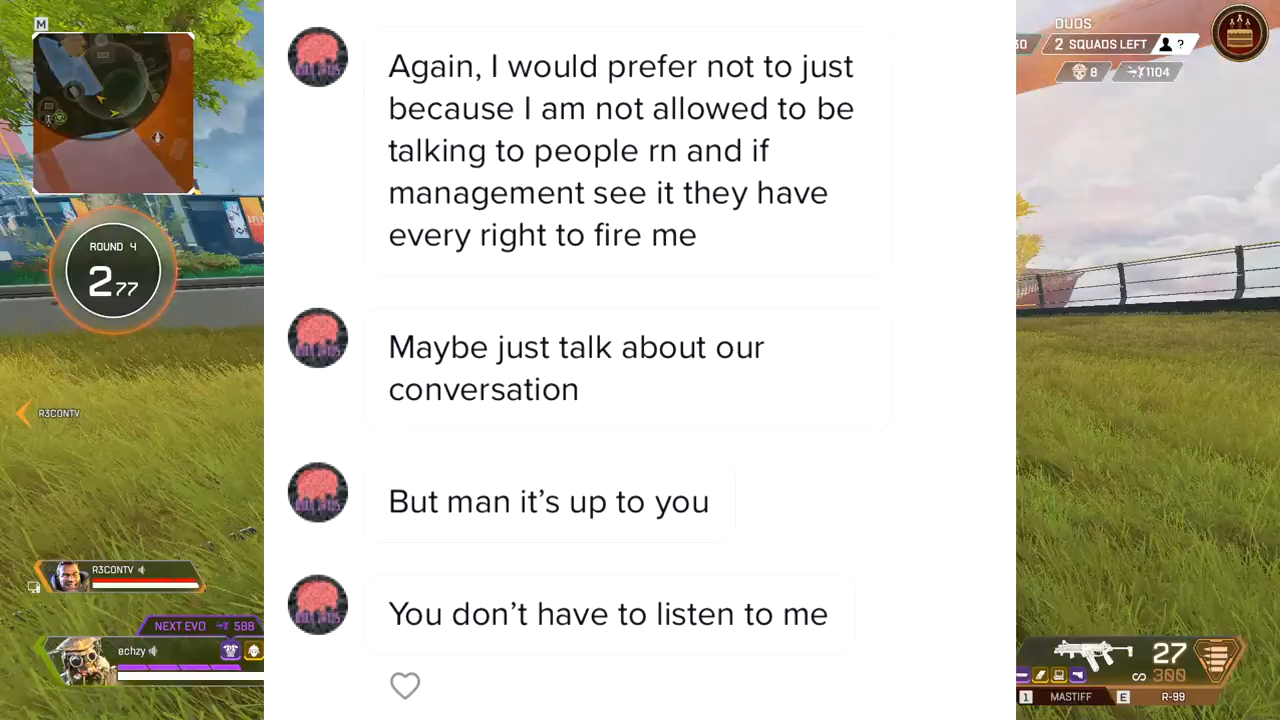 M
DUOS
2 SQUADS LEFT
?
8
1104
Again, I would prefer not to just
because I am not allowed to be
talking to people rn and if
management see it they have
every right to fire me
ROUND 4
277
Maybe just talk about our
conversation
R3CONTV
But man it’s up to you
R3CONTV
You don’t have to listen to me
NEXT EVO 588
echzy
27
300
1 MASTIFF
E R-99